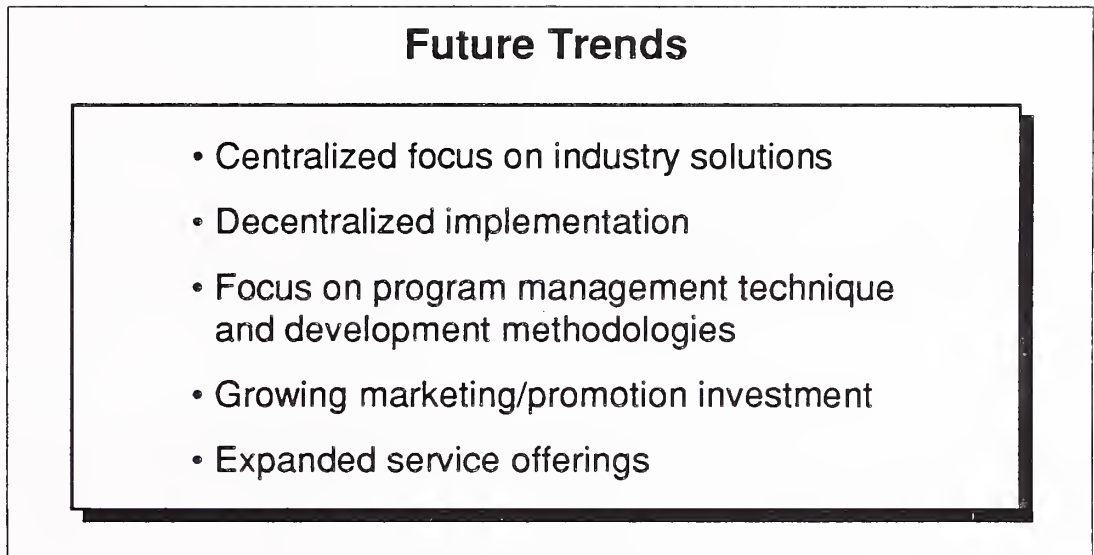 Future Trends
• Centralized focus on industry solutions
• Decentralized implementation
• Focus on program management technique
and development methodologies
• Growing marketing/promotion investment
• Expanded service offerings